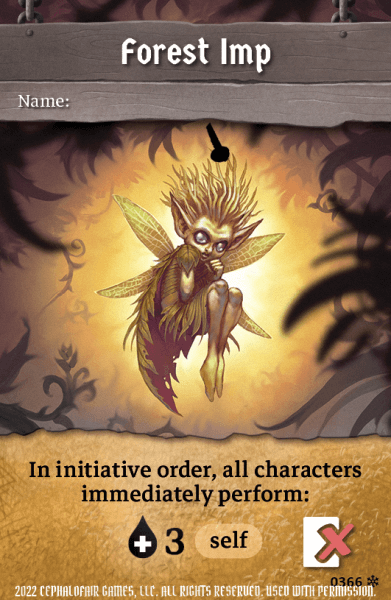 Forest Imp
Name:
In initiative order, all characters
immediately perform:
3 self
0366
2022 CEPHALOFAIR GAMES, LLC. ALL RIGHTS RESERVED. USED WITH PERMISSION.